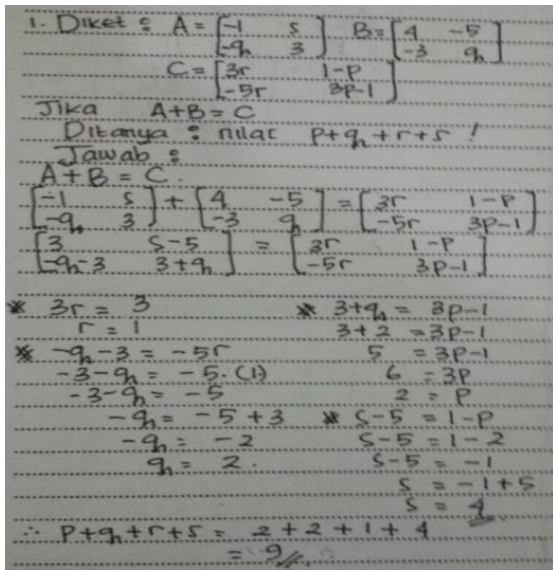 1. Diket : A = [-1 s / -q 3] B = [4 -5 / -3 q]
C = [3r 1-p / -5r 3p-1]
Jika A+B = C
Ditanya : nilai p+q+r+s !
Jawab :
A + B = C.
[-1 s / -q 3] + [4 -5 / -3 q] = [3r 1-p / -5r 3p-1]
[3 s-5 / -q-3 3+q] = [3r 1-p / -5r 3p-1]
* 3r = 3
r = 1
* -q-3 = -5r
-3-q = -5.(1)
-3-q = -5
-q = -5+3
-q = -2
q = 2.
* 3+q = 3p-1
3+2 = 3p-1
5 = 3p-1
6 = 3p
2 = p
* s-5 = 1-p
s-5 = 1-2
s-5 = -1
s = -1+5
s = 4
∴ p+q+r+s = 2+2+1+4
= 9